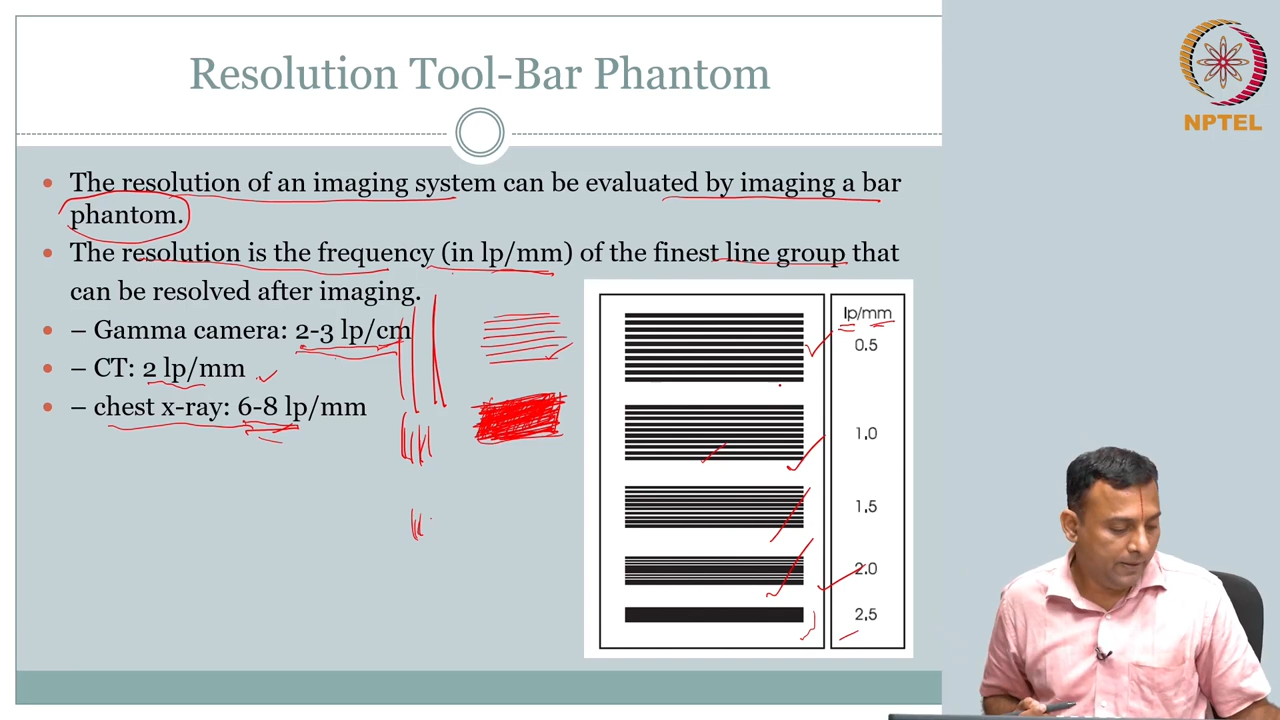 Resolution Tool-Bar Phantom
NPTEL
The resolution of an imaging system can be evaluated by imaging a bar
phantom.
The resolution is the frequency (in lp/mm) of the finest line group that
can be resolved after imaging.
– Gamma camera: 2-3 lp/cm
– CT: 2 lp/mm
– chest x-ray: 6-8 lp/mm
lp/mm
0.5
1.0
1.5
2.0
2.5